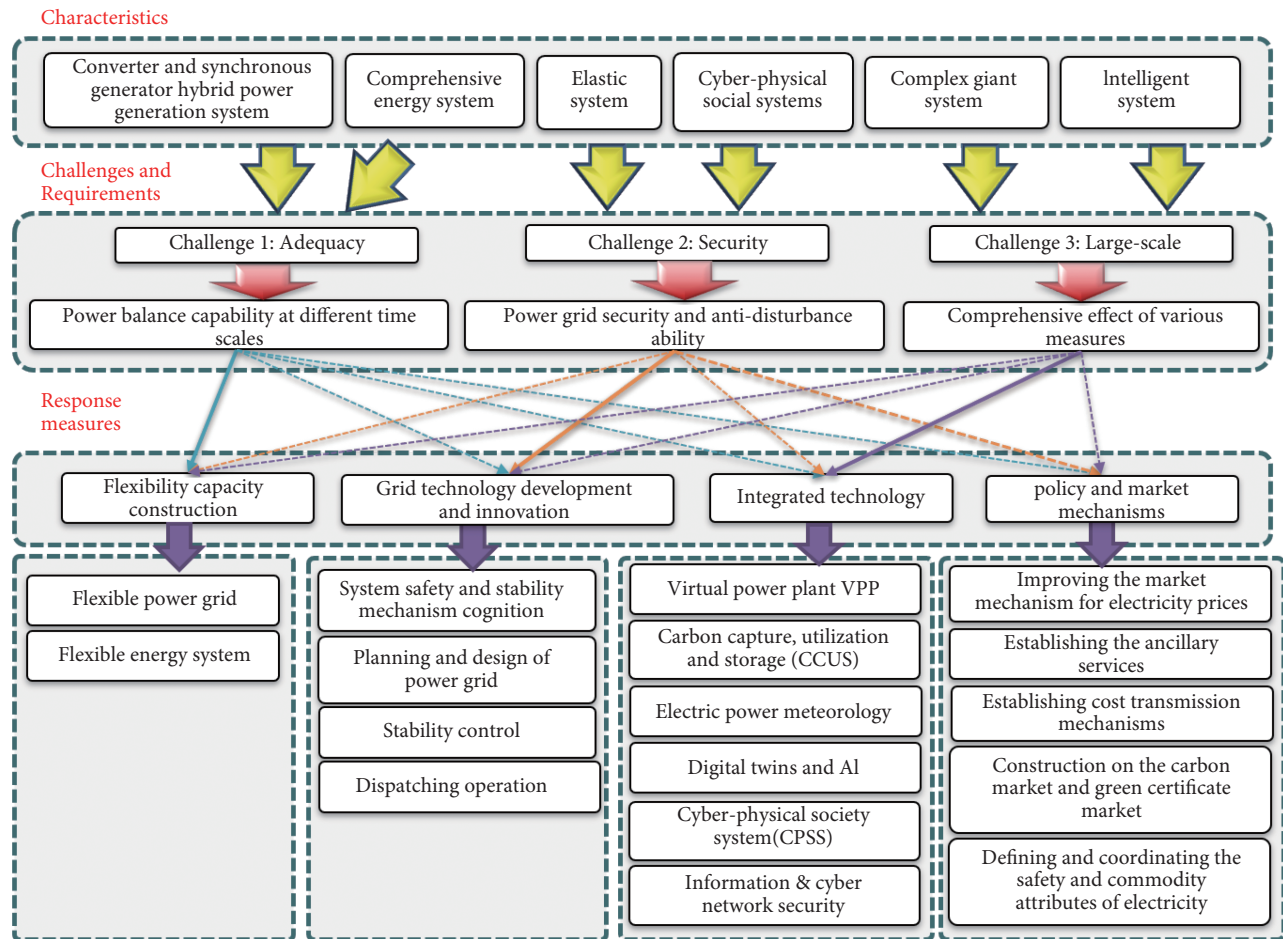 Characteristics
Converter and synchronous
generator hybrid power
generation system
Comprehensive
energy system
Elastic
system
Cyber-physical
social systems
Complex giant
system
Intelligent
system
Challenges and
Requirements
Challenge 1: Adequacy
Challenge 2: Security
Challenge 3: Large-scale
Power balance capability at different time
scales
Power grid security and anti-disturbance
ability
Comprehensive effect of various
measures
Response
measures
Flexibility capacity
construction
Grid technology development
and innovation
Integrated technology
policy and market
mechanisms
Flexible power grid
Flexible energy system
System safety and stability
mechanism cognition
Planning and design of
power grid
Stability control
Dispatching operation
Virtual power plant VPP
Carbon capture, utilization
and storage (CCUS)
Electric power meteorology
Digital twins and Al
Cyber-physical society
system(CPSS)
Information & cyber
network security
Improving the market
mechanism for electricity prices
Establishing the ancillary
services
Establishing cost transmission
mechanisms
Construction on the carbon
market and green certificate
market
Defining and coordinating the
safety and commodity
attributes of electricity